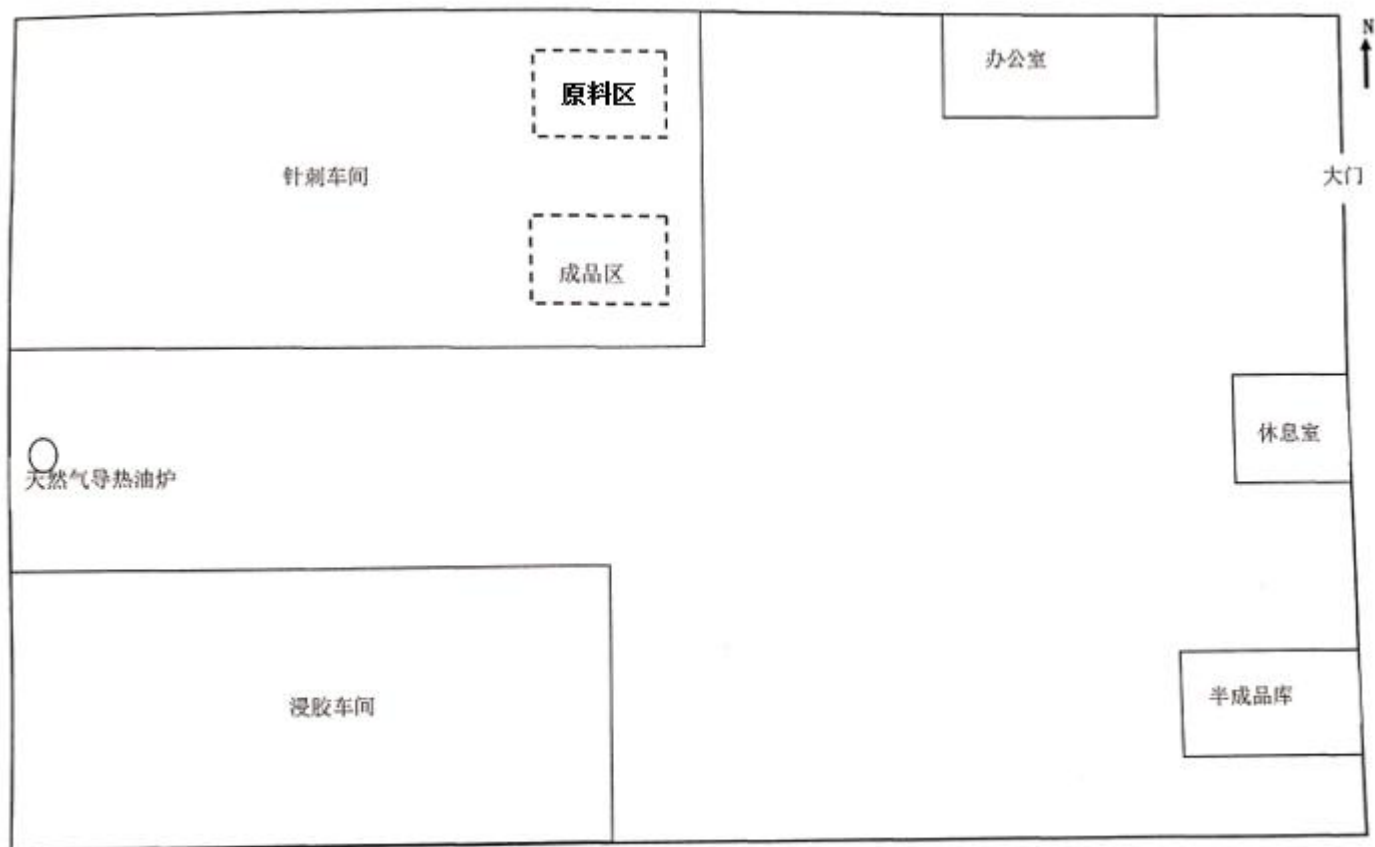 N
办公室
原料区
大门
针刺车间
成品区
休息室
天然气导热油炉
半成品库
浸胶车间